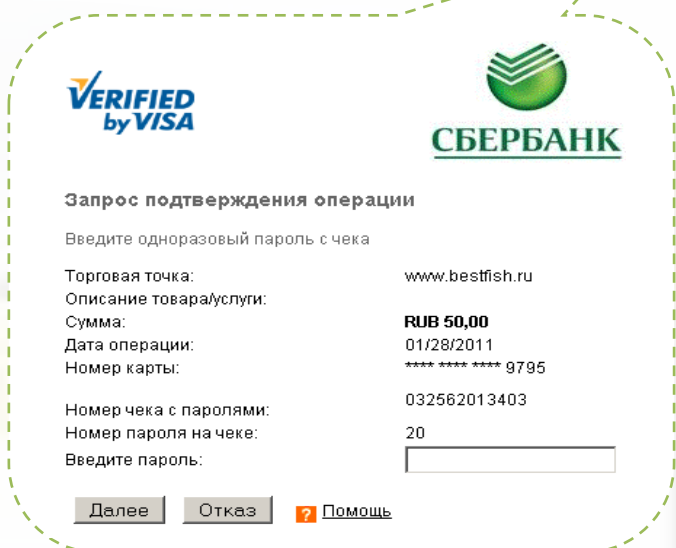 VERIFIED
by VISA
СБЕРБАНК
Запрос подтверждения операции
Введите одноразовый пароль с чека
Торговая точка: www.bestfish.ru
Описание товара/услуги:
Сумма: RUB 50,00
Дата операции: 01/28/2011
Номер карты: **** **** **** 9795
Номер чека с паролями: 032562013403
Номер пароля на чеке: 20
Введите пароль:
Далее Отказ ? Помощь